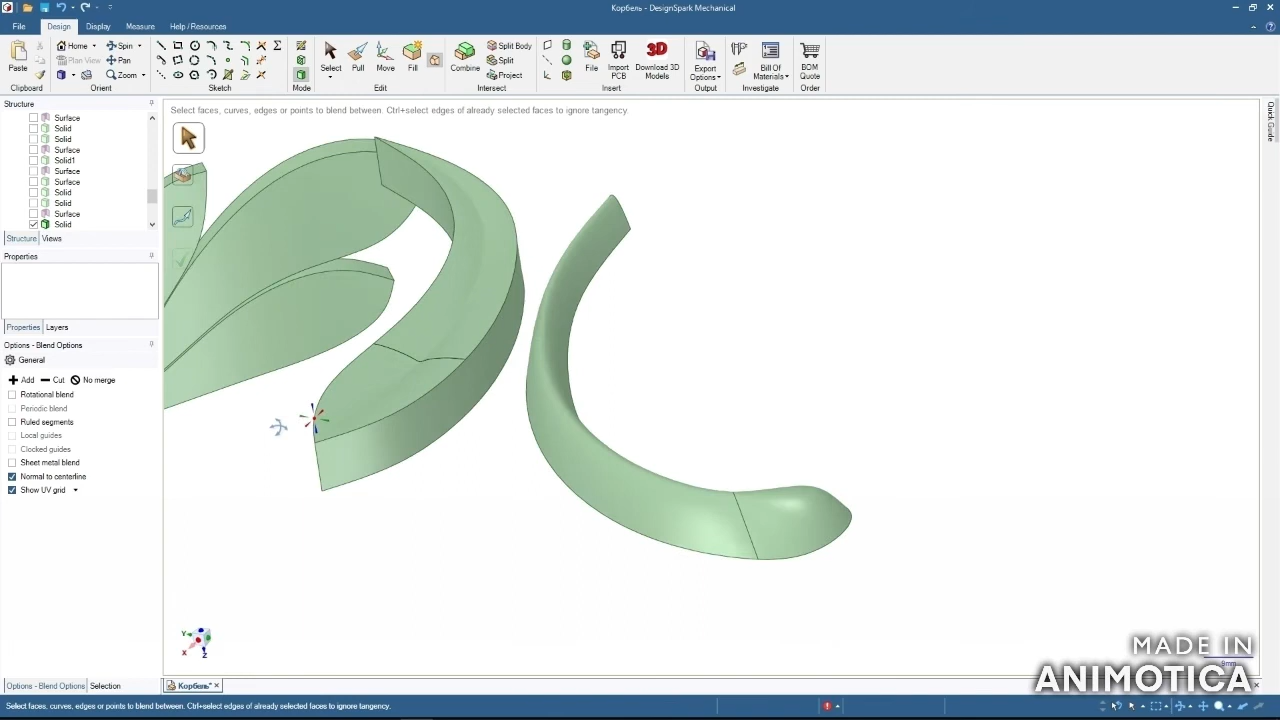 Корбель - DesignSpark Mechanical
File Design Display Measure Help / Resources
Paste
Home Spin
Plan View Pan
Zoom
Select Pull Move Fill
Combine
Split Body
Split
Project
File Import PCB Download 3D Models
3D
Export Options
Bill Of Materials
BOM Quote
Clipboard Orient Sketch Mode Edit Intersect Insert Output Investigate Order
Structure
Select faces, curves, edges or points to blend between. Ctrl+select edges of already selected faces to ignore tangency.
Quick Guide
Surface
Solid
Solid
Surface
Solid1
Surface
Surface
Solid
Solid
Surface
Solid
Structure Views
Properties
Properties Layers
Options - Blend Options
General
Add Cut No merge
Rotational blend
Periodic blend
Ruled segments
Local guides
Clocked guides
Sheet metal blend
Normal to centerline
Show UV grid
Y
X
Z
MADE IN
9mm
ANIMOTICA
Options - Blend Options Selection
Корбель*
Select faces, curves, edges or points to blend between. Ctrl+select edges of already selected faces to ignore tangency.